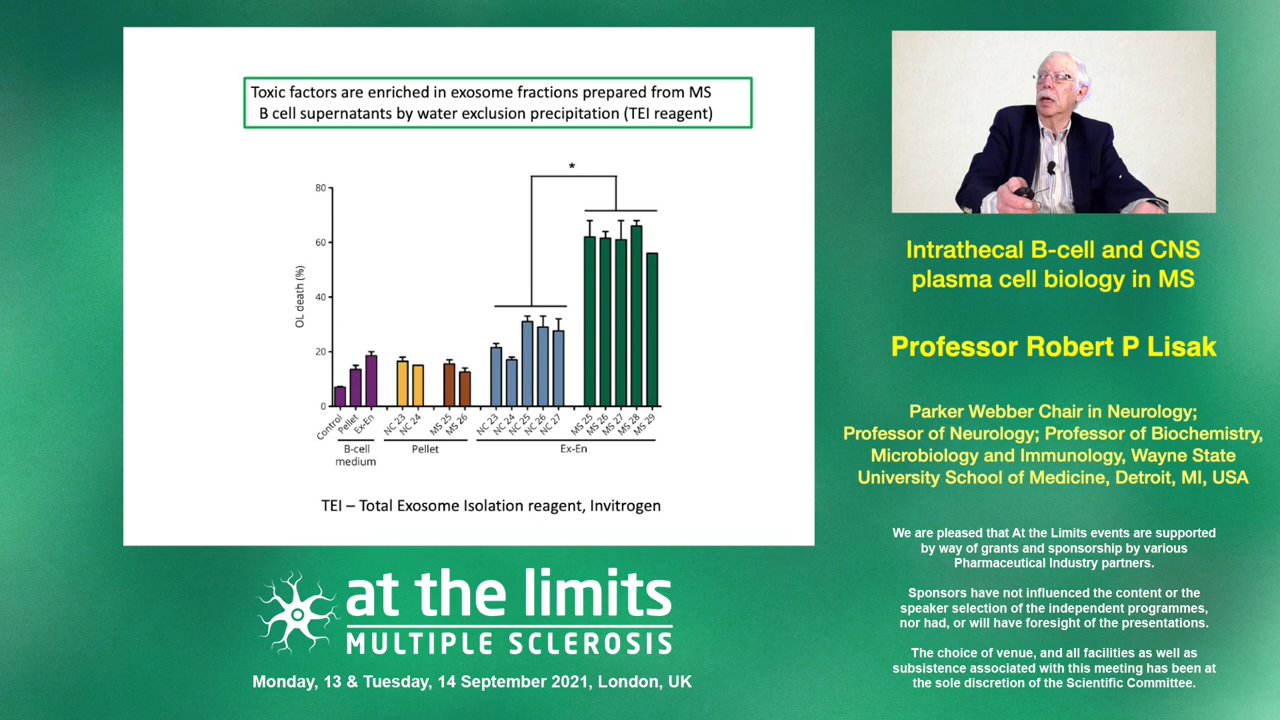 Toxic factors are enriched in exosome fractions prepared from MS
B cell supernatants by water exclusion precipitation (TEI reagent)
*
80
60
40
20
0
OL death (%)
Control
Pellet
Ex-En
NC 23
NC 24
MS 25
MS 26
NC 23
NC 24
NC 25
NC 26
NC 27
MS 25
MS 26
MS 27
MS 28
MS 29
B-cell
medium
Pellet
Ex-En
TEI – Total Exosome Isolation reagent, Invitrogen
at the limits
MULTIPLE SCLEROSIS
Monday, 13 & Tuesday, 14 September 2021, London, UK
Intrathecal B-cell and CNS
plasma cell biology in MS
Professor Robert P Lisak
Parker Webber Chair in Neurology;
Professor of Neurology; Professor of Biochemistry,
Microbiology and Immunology, Wayne State
University School of Medicine, Detroit, MI, USA
We are pleased that At the Limits events are supported
by way of grants and sponsorship by various
Pharmaceutical Industry partners.
Sponsors have not influenced the content or the
speaker selection of the independent programmes,
nor had, or will have foresight of the presentations.
The choice of venue, and all facilities as well as
subsistence associated with this meeting has been at
the sole discretion of the Scientific Committee.